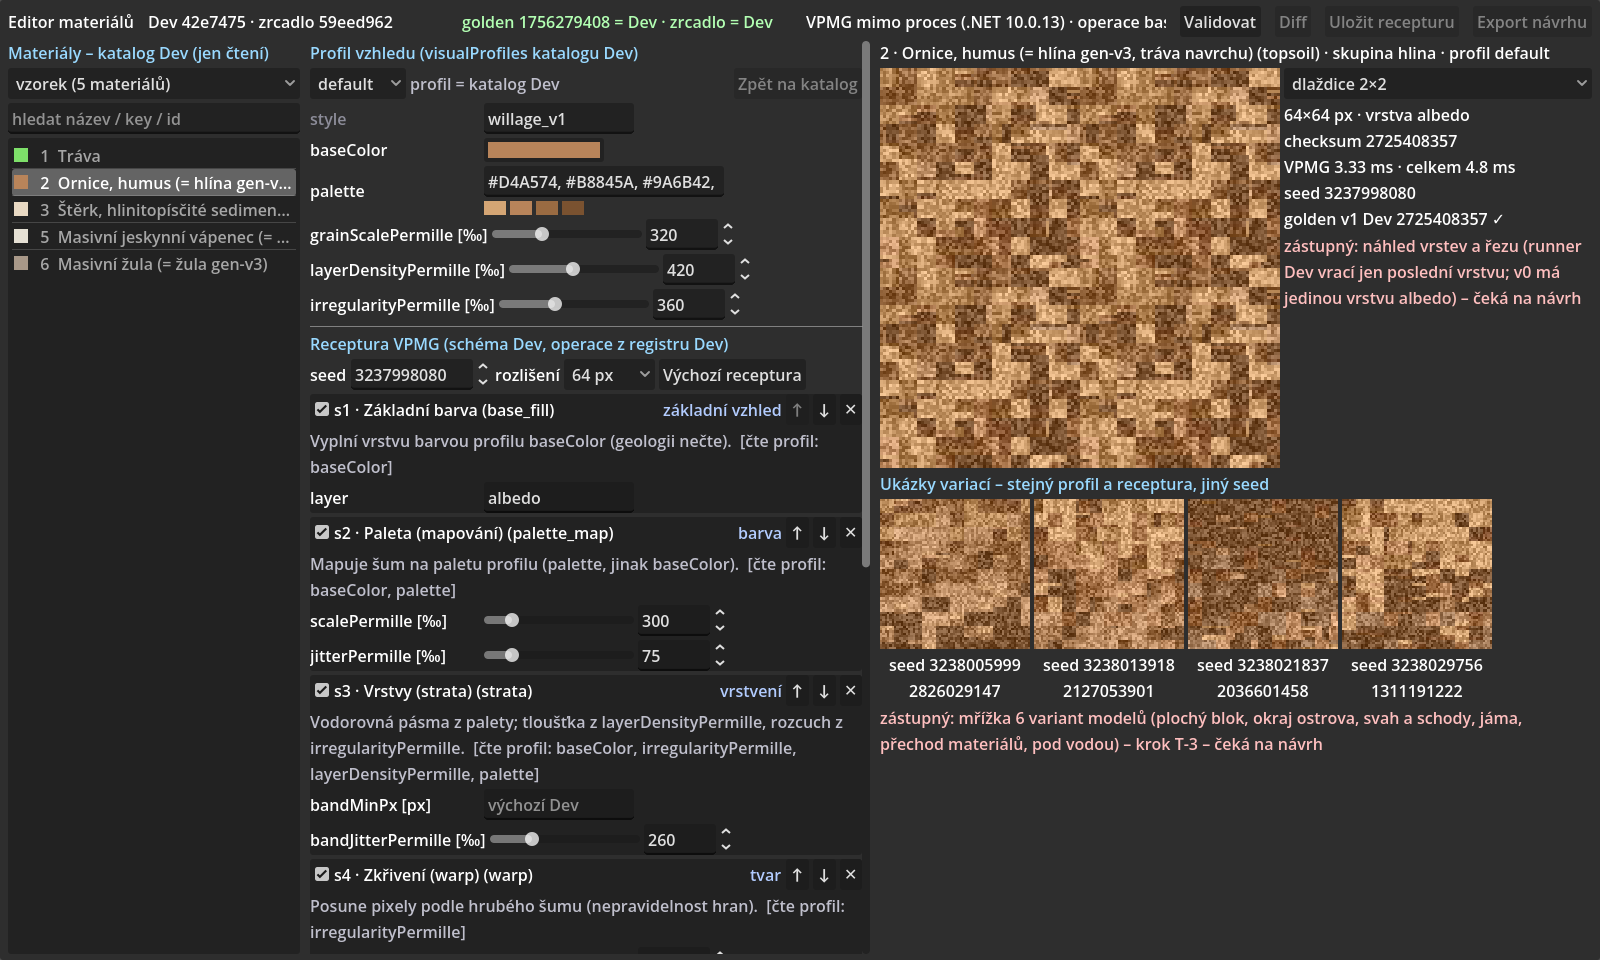 Editor materiálů
Dev 42e7475 · zrcadlo 59eed962
golden 1756279408 = Dev · zrcadlo = Dev
VPMG mimo proces (.NET 10.0.13) · operace bas
Validovat
Diff
Uložit recepturu
Export návrhu
Materiály – katalog Dev (jen čtení)
vzorek (5 materiálů)
hledat název / key / id
1 Tráva
2 Ornice, humus (= hlína gen-v...
3 Štěrk, hlinitopísčité sedimen...
5 Masivní jeskynní vápenec (= ...
6 Masivní žula (= žula gen-v3)
Profil vzhledu (visualProfiles katalogu Dev)
default
profil = katalog Dev
Zpět na katalog
style
willage_v1
baseColor
palette
#D4A574, #B8845A, #9A6B42,
grainScalePermille [‰]
320
layerDensityPermille [‰]
420
irregularityPermille [‰]
360
Receptura VPMG (schéma Dev, operace z registru Dev)
seed
3237998080
rozlišení
64 px
Výchozí receptura
s1 · Základní barva (base_fill)
základní vzhled ↑ ↓ ✕
Vyplní vrstvu barvou profilu baseColor (geologii nečte). [čte profil:
baseColor]
layer
albedo
s2 · Paleta (mapování) (palette_map)
barva ↑ ↓ ✕
Mapuje šum na paletu profilu (palette, jinak baseColor). [čte profil:
baseColor, palette]
scalePermille [‰]
300
jitterPermille [‰]
75
s3 · Vrstvy (strata) (strata)
vrstvení ↑ ↓ ✕
Vodorovná pásma z palety; tloušťka z layerDensityPermille, rozcuch z
irregularityPermille. [čte profil: baseColor, irregularityPermille,
layerDensityPermille, palette]
bandMinPx [px]
výchozí Dev
bandJitterPermille [‰]
260
s4 · Zkřivení (warp) (warp)
tvar ↑ ↓ ✕
Posune pixely podle hrubého šumu (nepravidelnost hran). [čte profil:
irregularityPermille]
2 · Ornice, humus (= hlína gen-v3, tráva navrchu) (topsoil) · skupina hlina · profil default
dlaždice 2×2
64×64 px · vrstva albedo
checksum 2725408357
VPMG 3.33 ms · celkem 4.8 ms
seed 3237998080
golden v1 Dev 2725408357 ✓
zástupný: náhled vrstev a řezu (runner
Dev vrací jen poslední vrstvu; v0 má
jedinou vrstvu albedo) – čeká na návrh
Ukázky variací – stejný profil a receptura, jiný seed
seed 3238005999
2826029147
seed 3238013918
2127053901
seed 3238021837
2036601458
seed 3238029756
1311191222
zástupný: mřížka 6 variant modelů (plochý blok, okraj ostrova, svah a schody, jáma,
přechod materiálů, pod vodou) – krok T-3 – čeká na návrh